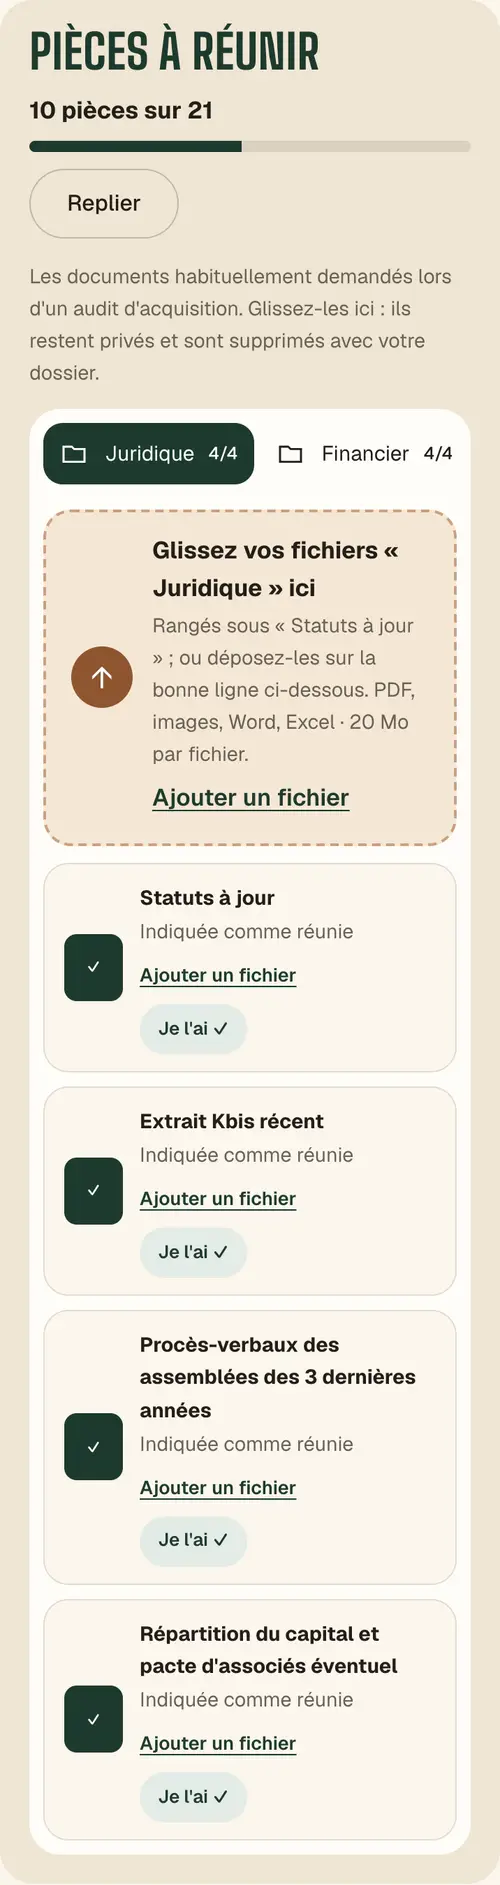 PIÈCES À RÉUNIR
10 pièces sur 21
Replier
Les documents habituellement demandés lors
d'un audit d'acquisition. Glissez-les ici : ils
restent privés et sont supprimés avec votre
dossier.
Juridique 4/4 Financier 4/4
Glissez vos fichiers «
Juridique » ici
Rangés sous « Statuts à jour
» ; ou déposez-les sur la
bonne ligne ci-dessous. PDF,
images, Word, Excel · 20 Mo
par fichier.
Ajouter un fichier
Statuts à jour
Indiquée comme réunie
Ajouter un fichier
Je l'ai ✓
Extrait Kbis récent
Indiquée comme réunie
Ajouter un fichier
Je l'ai ✓
Procès-verbaux des
assemblées des 3 dernières
années
Indiquée comme réunie
Ajouter un fichier
Je l'ai ✓
Répartition du capital et
pacte d'associés éventuel
Indiquée comme réunie
Ajouter un fichier
Je l'ai ✓